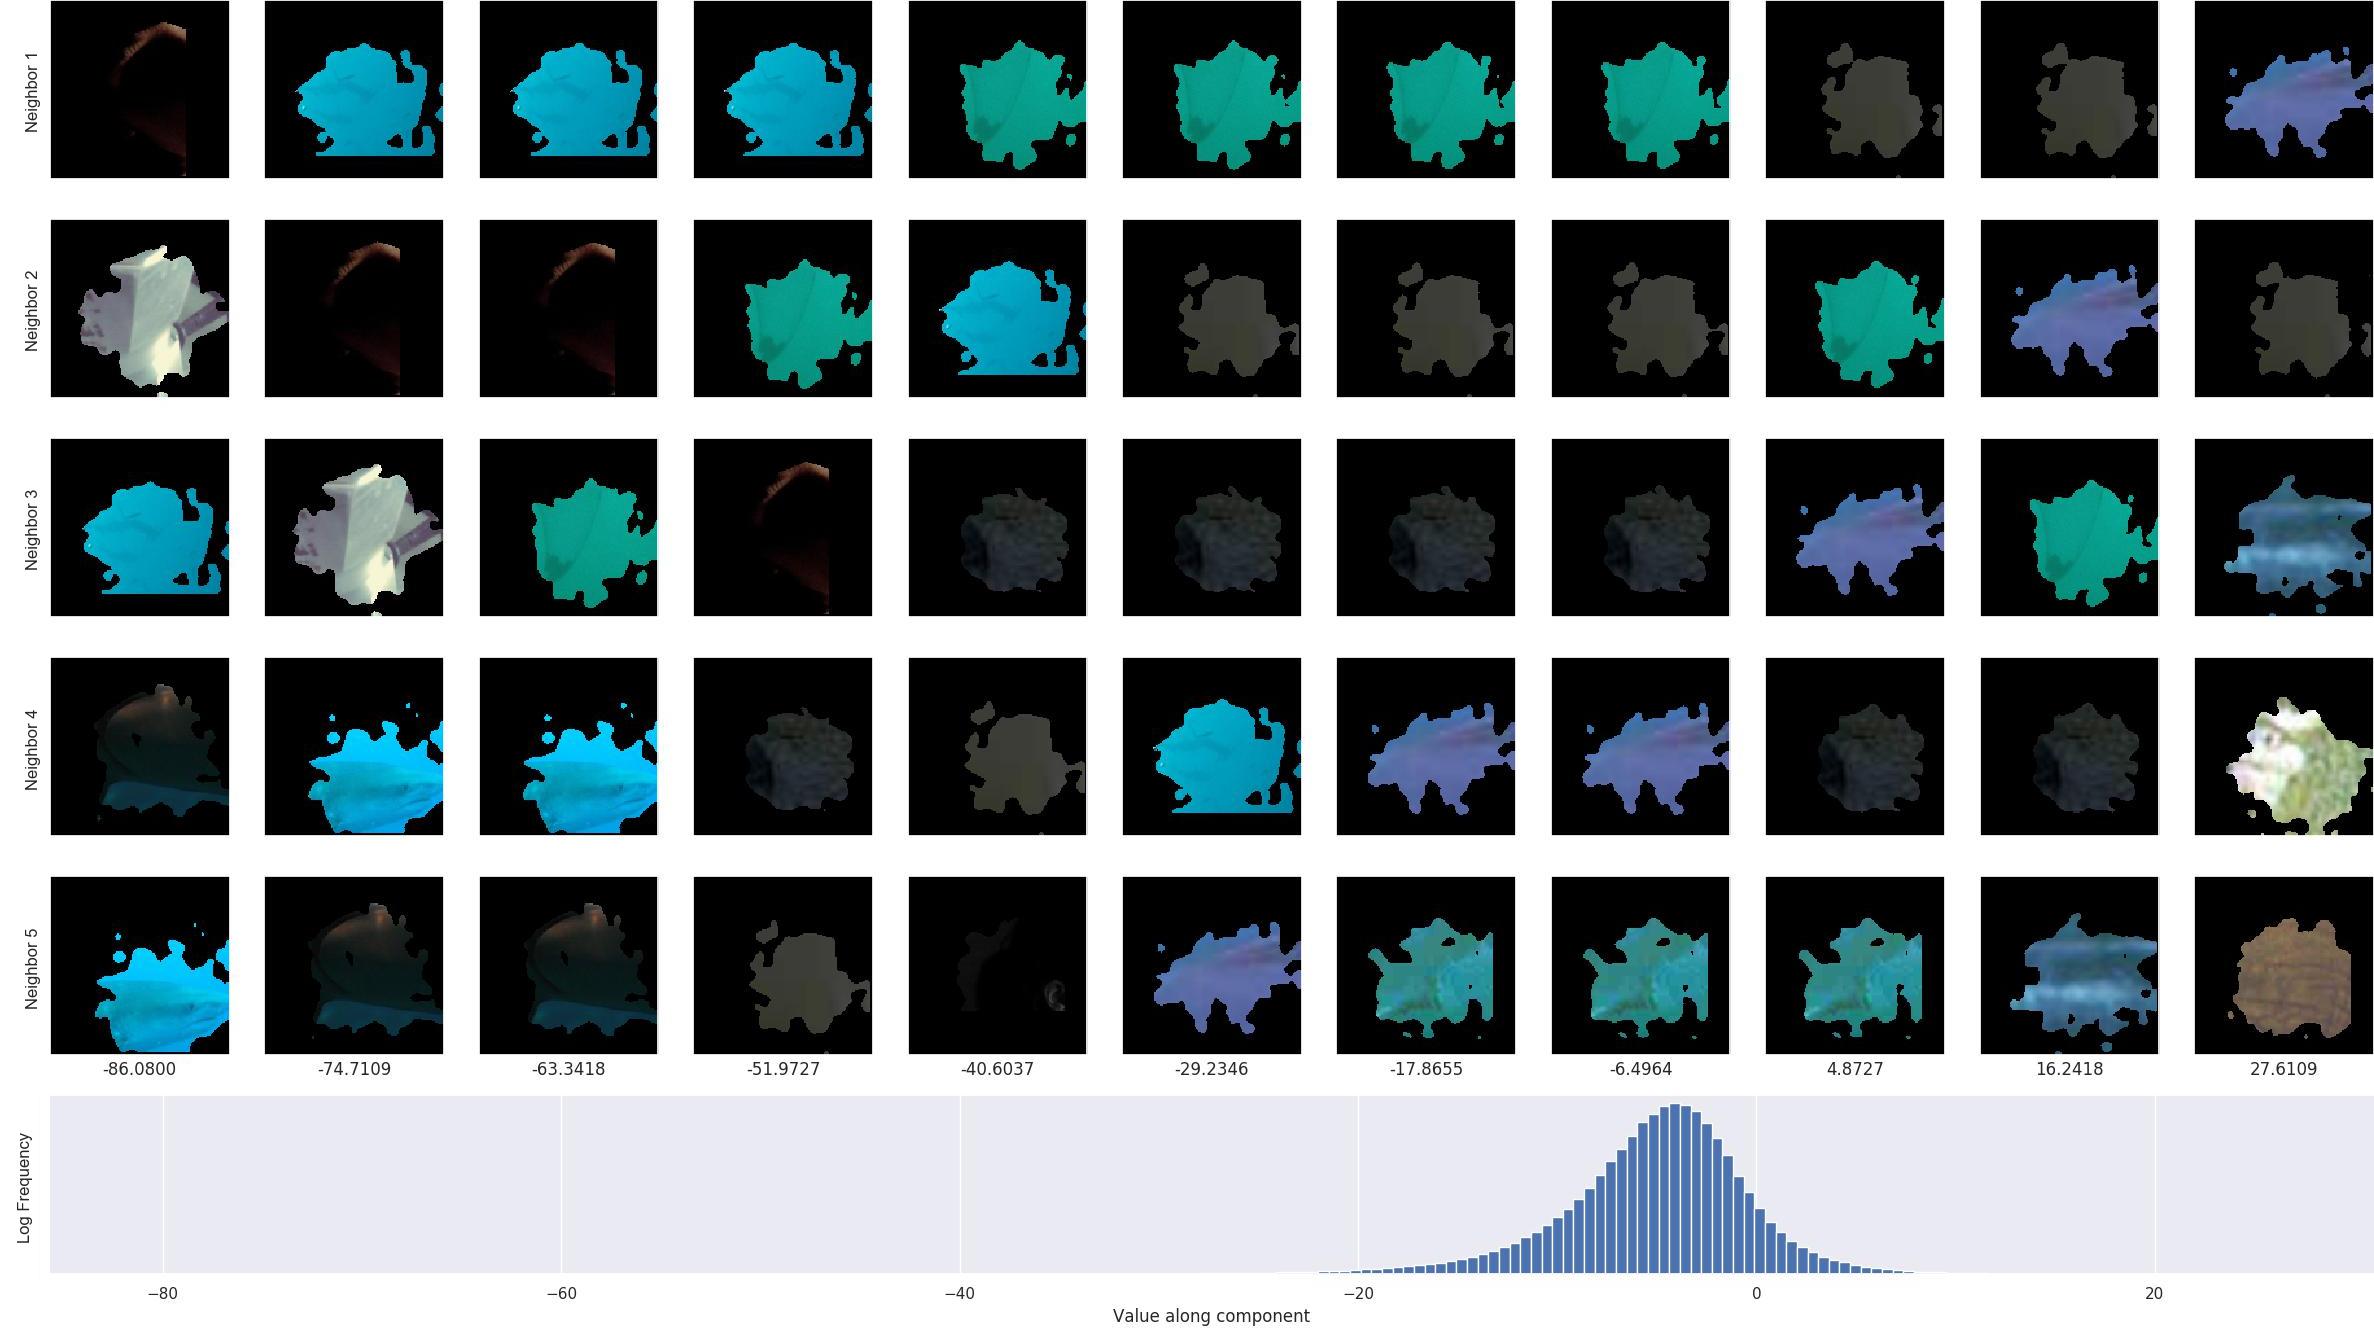 Neighbor 1
Neighbor 2
Neighbor 3
Neighbor 4
Neighbor 5
-86.0800 -74.7109 -63.3418 -51.9727 -40.6037 -29.2346 -17.8655 -6.4964 4.8727 16.2418 27.6109
Log Frequency
−80 −60 −40 −20 0 20
Value along component